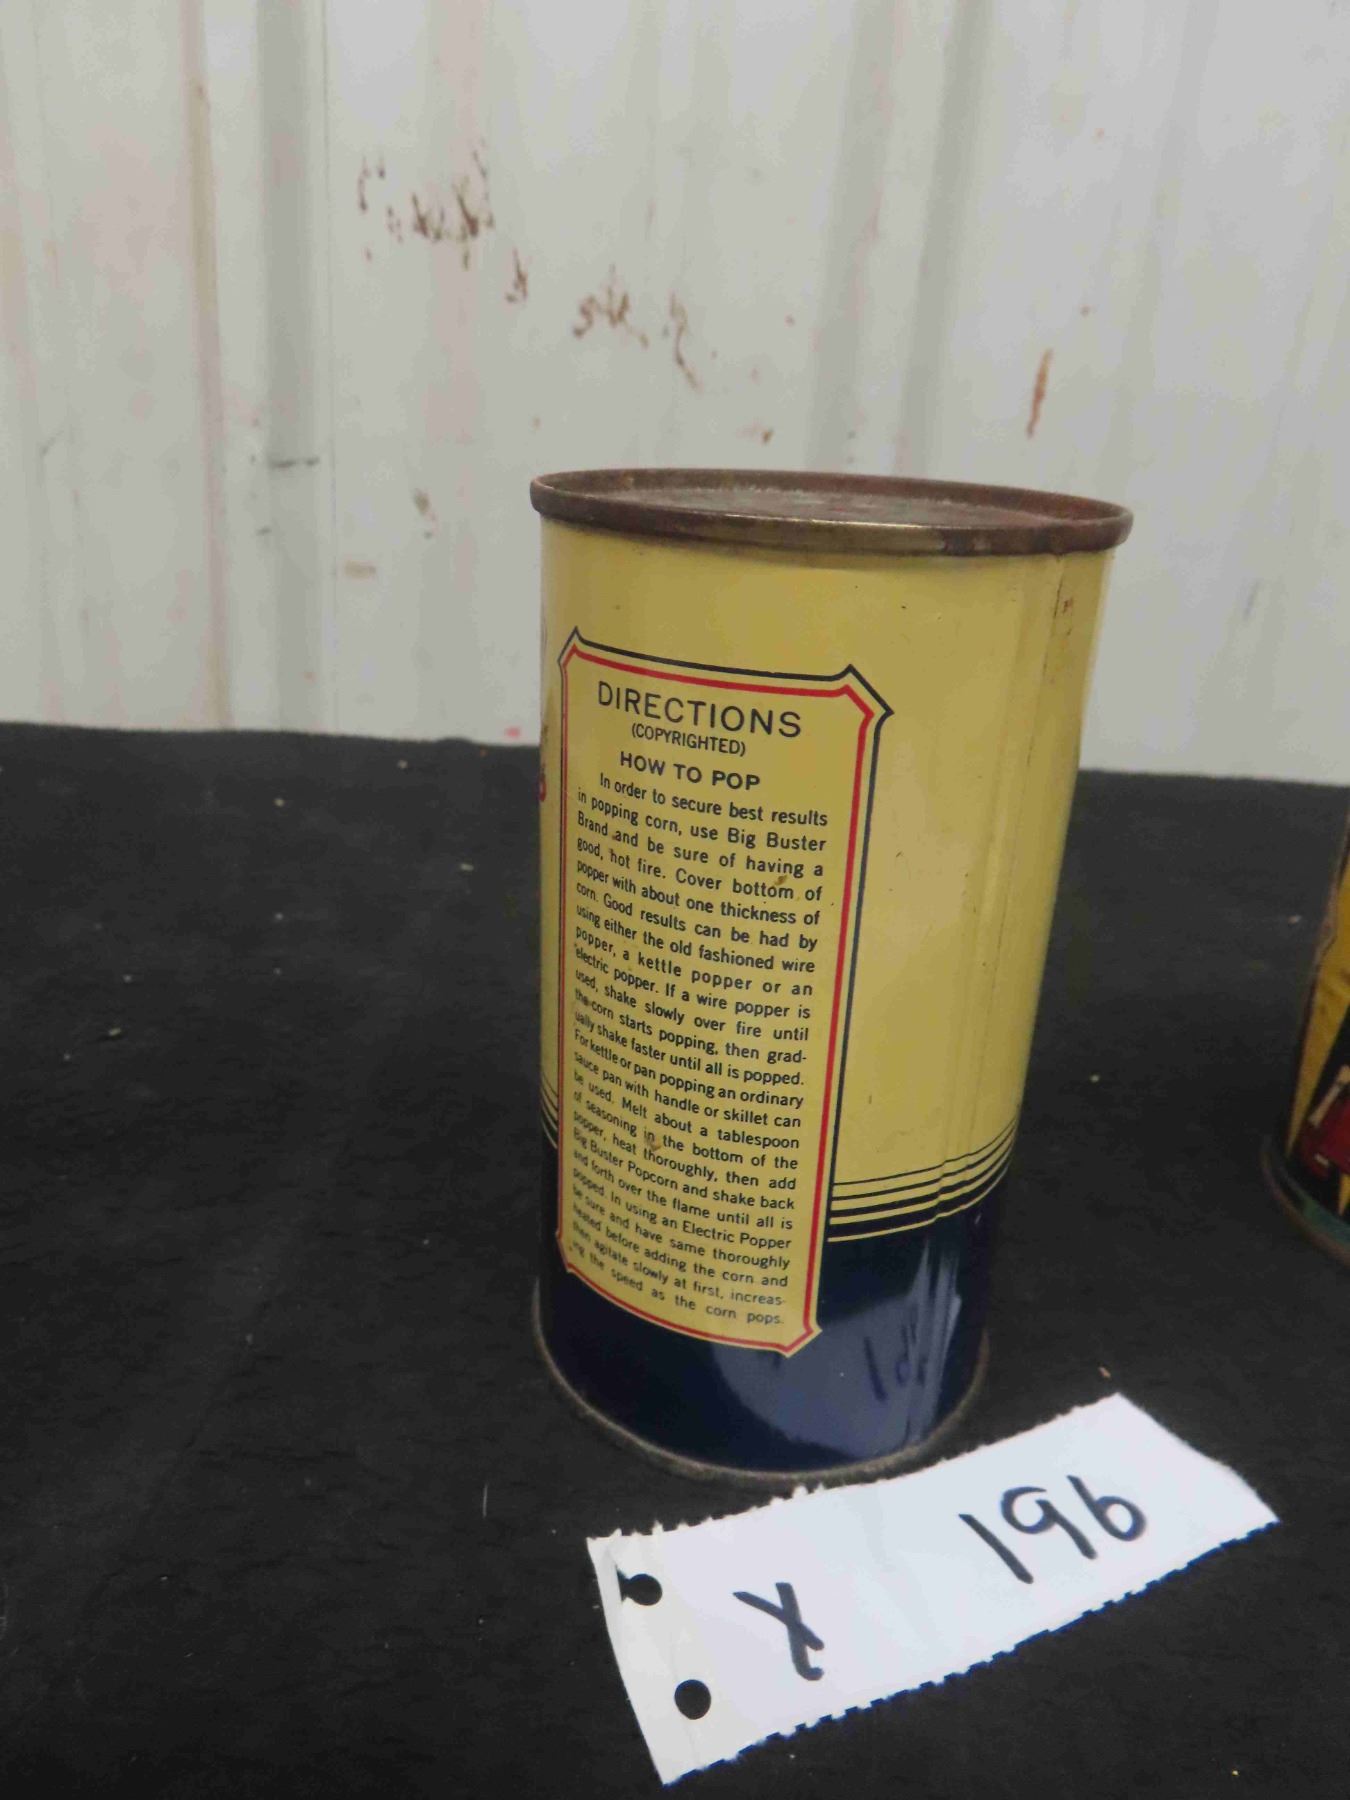 DIRECTIONS
(COPYRIGHTED)
HOW TO POP
In order to secure best results
in popping corn, use Big Buster
Brand and be sure of having a
good, hot fire. Cover bottom of
popper with about one thickness of
corn. Good results can be had by
using either the old fashioned wire
popper, a kettle popper or an
electric popper. If a wire popper is
used, shake slowly over fire until
the corn starts popping, then grad-
ually shake faster until all is popped.
For kettle or pan popping an ordinary
sauce pan with handle or skillet can
be used. Melt about a tablespoon
of seasoning in the bottom of the
popper, heat thoroughly, then add
Big Buster Popcorn and shake back
and forth over the flame until all is
popped. In using an Electric Popper
be sure and have same thoroughly
heated before adding the corn and
then agitate slowly at first, increas-
ing the speed as the corn pops.
Y 196